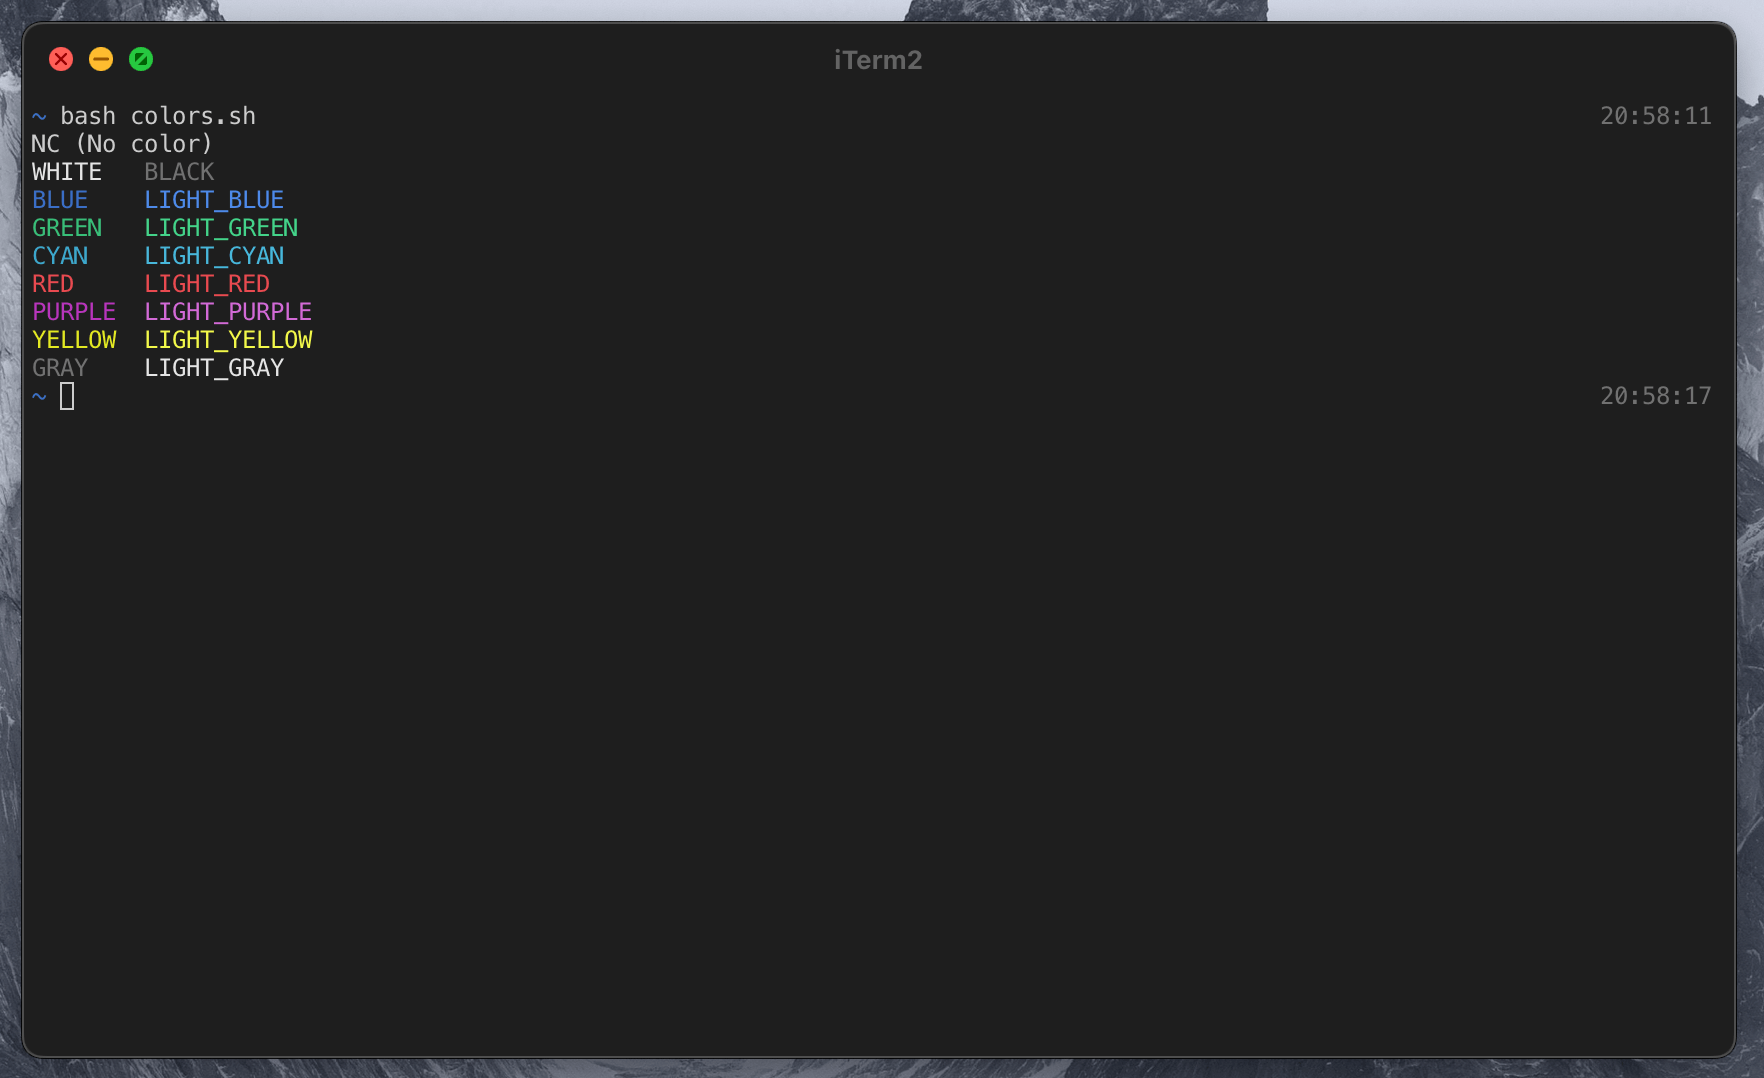 iTerm2
~ bash colors.sh 20:58:11
NC (No color)
WHITE BLACK
BLUE LIGHT_BLUE
GREEN LIGHT_GREEN
CYAN LIGHT_CYAN
RED LIGHT_RED
PURPLE LIGHT_PURPLE
YELLOW LIGHT_YELLOW
GRAY LIGHT_GRAY
~ 20:58:17